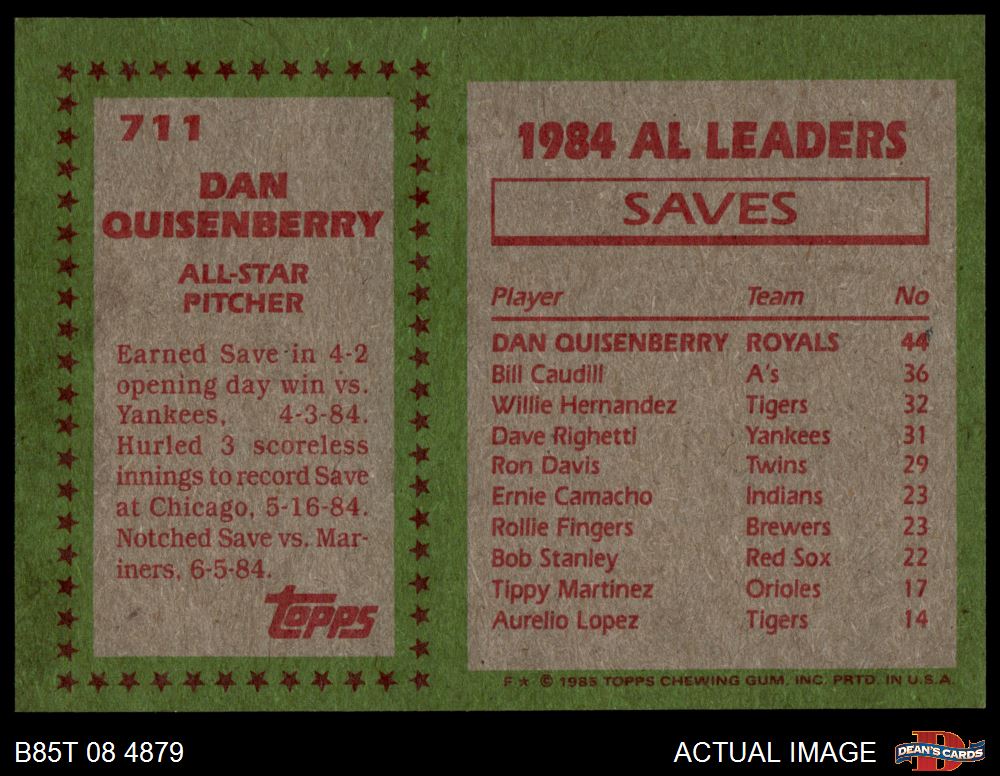 711
DAN
QUISENBERRY
ALL-STAR
PITCHER
Earned Save in 4-2
opening day win vs.
Yankees, 4-3-84.
Hurled 3 scoreless
innings to record Save
at Chicago, 5-16-84.
Notched Save vs. Mar-
iners, 6-5-84.
topps
1984 AL LEADERS
SAVES
Player Team No
DAN QUISENBERRY ROYALS 44
Bill Caudill A's 36
Willie Hernandez Tigers 32
Dave Righetti Yankees 31
Ron Davis Twins 29
Ernie Camacho Indians 23
Rollie Fingers Brewers 23
Bob Stanley Red Sox 22
Tippy Martinez Orioles 17
Aurelio Lopez Tigers 14
F★ © 1985 TOPPS CHEWING GUM, INC. PRTD. IN U.S.A.
B85T 08 4879
ACTUAL IMAGE
D
DEAN'S CARDS